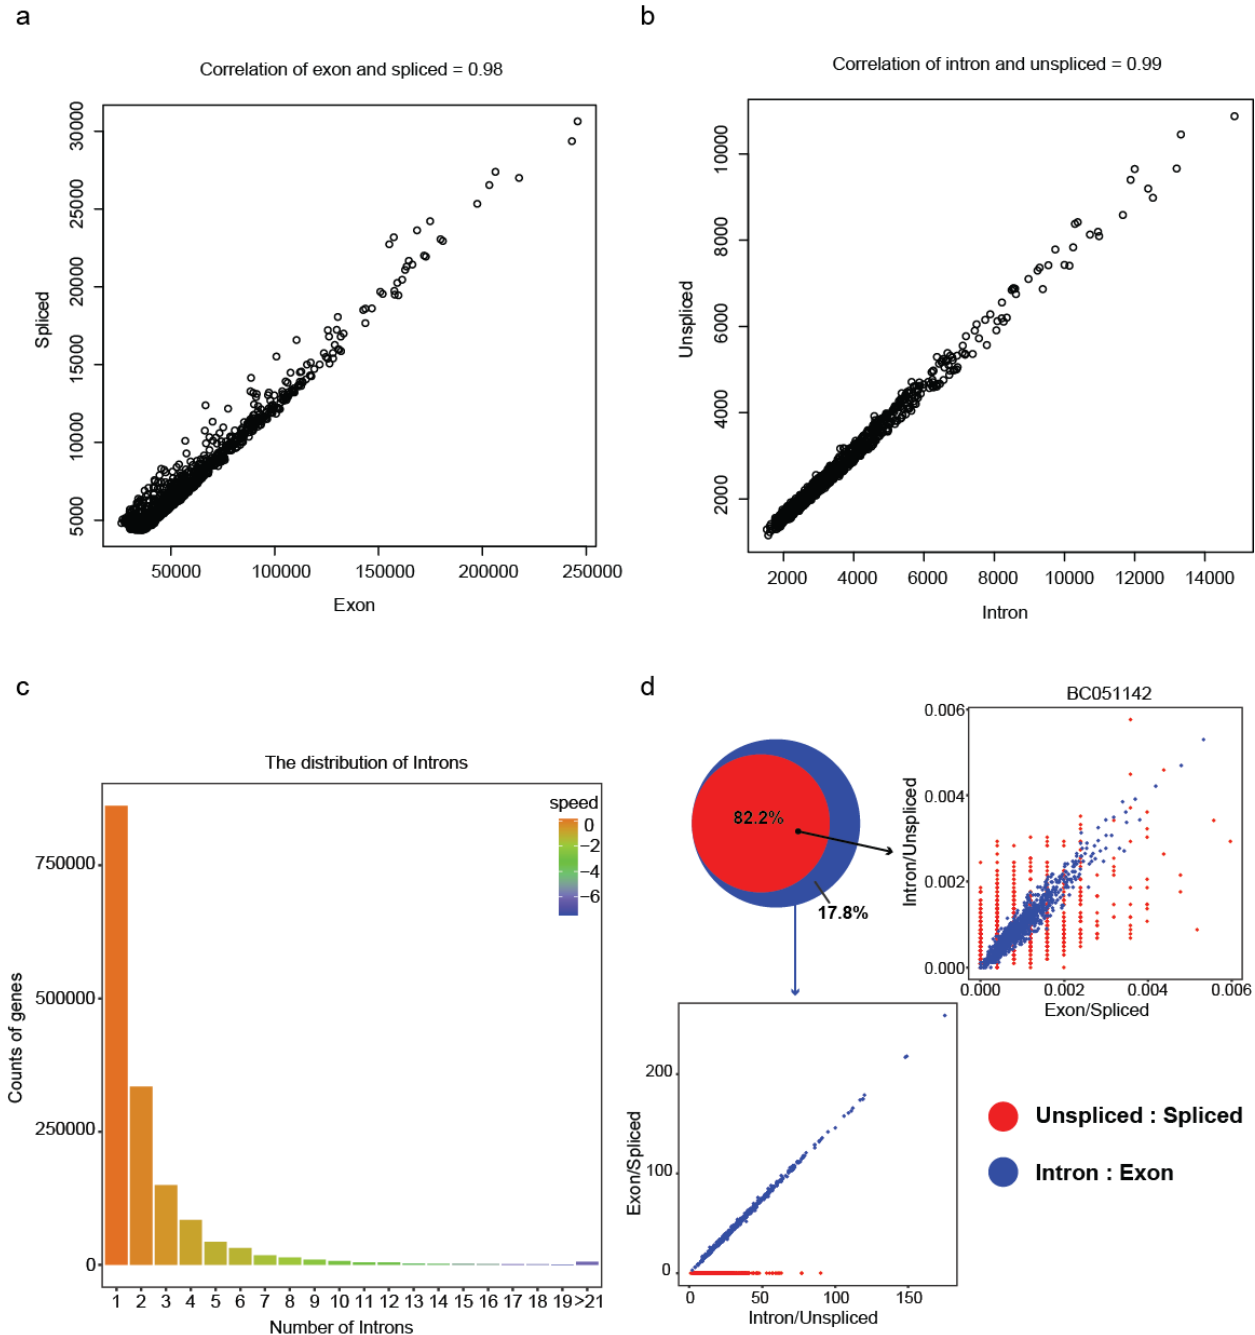 a
Correlation of exon and spliced = 0.98
Spliced
30000
25000
20000
15000
10000
5000
50000 100000 150000 200000 250000
Exon
b
Correlation of intron and unspliced = 0.99
Unspliced
10000
8000
6000
4000
2000
2000 4000 6000 8000 10000 12000 14000
Intron
c
The distribution of Introns
speed
0
−2
−4
−6
Counts of genes
750000
500000
250000
0
1 2 3 4 5 6 7 8 9 10 11 12 13 14 15 16 17 18 19 >21
Number of Introns
d
82.2%
17.8%
BC051142
Intron/Unspliced
0.006
0.004
0.002
0.000
0.000 0.002 0.004 0.006
Exon/Spliced
Exon/Spliced
200
100
0
0 50 100 150
Intron/Unspliced
Unspliced : Spliced
Intron : Exon